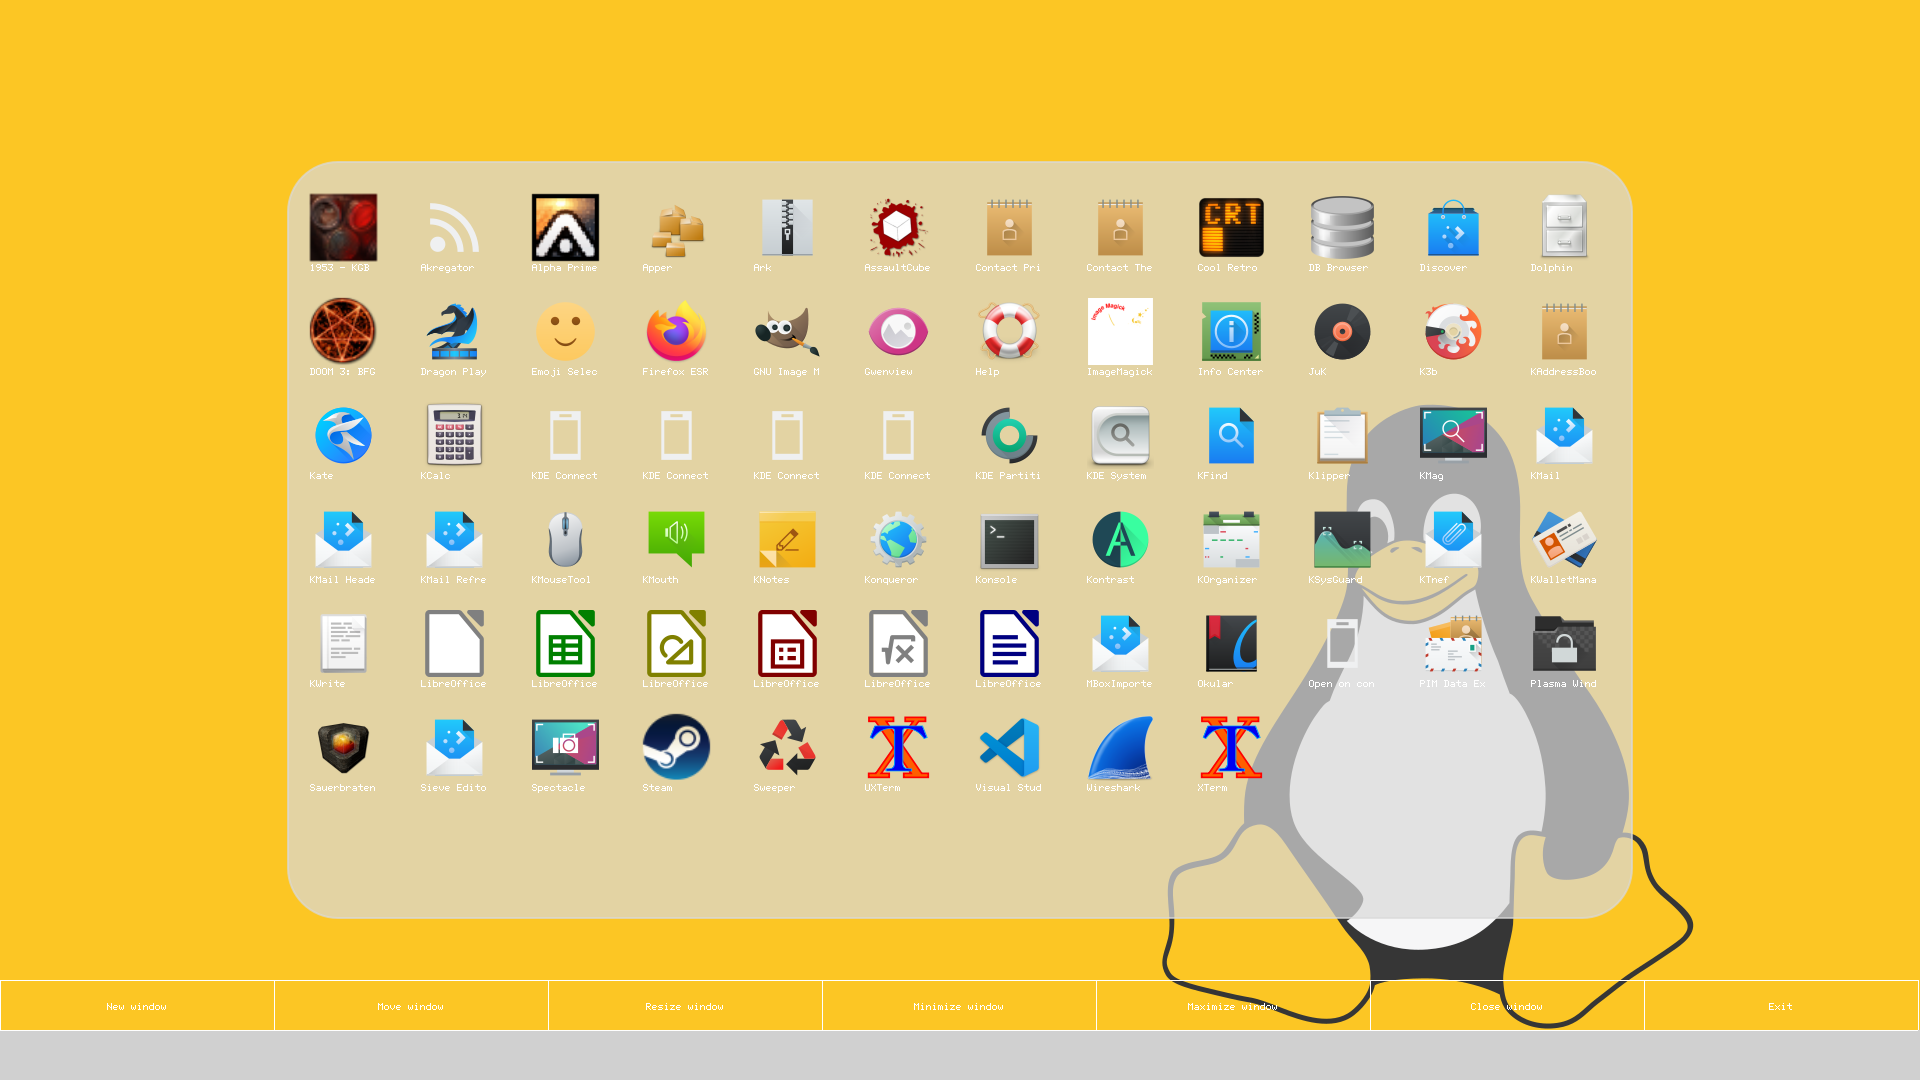 CRT
1953 - KGB
Akregator
Alpha Prime
Apper
Ark
AssaultCube
Contact Pri
Contact The
Cool Retro
DB Browser
Discover
Dolphin
Image Magick
DOOM 3: BFG
Dragon Play
Emoji Selec
Firefox ESR
GNU Image M
Gwenview
Help
ImageMagick
Info Center
JuK
K3b
KAddressBoo
Kate
KCalc
KDE Connect
KDE Connect
KDE Connect
KDE Connect
KDE Partiti
KDE System
KFind
Klipper
KMag
KMail
>_
KMail Heade
KMail Refre
KMouseTool
KMouth
KNotes
Konqueror
Konsole
Kontrast
KOrganizer
KSysGuard
KTnef
KWalletMana
KWrite
LibreOffice
LibreOffice
LibreOffice
LibreOffice
LibreOffice
LibreOffice
MBoxImporte
Okular
Open on con
PIM Data Ex
Plasma Wind
Sauerbraten
Sieve Edito
Spectacle
Steam
Sweeper
UXTerm
Visual Stud
Wireshark
XTerm
New window
Move window
Resize window
Minimize window
Maximize window
Close window
Exit